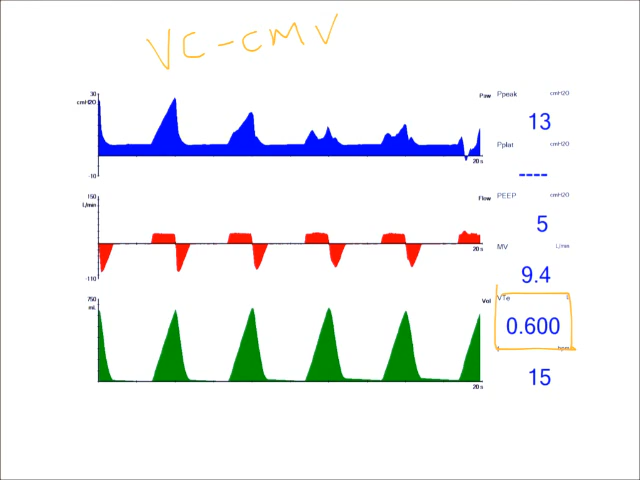 VC-CMV
30
cmH2O
-10
Paw
20 s
Ppeak cmH2O
13
Pplat cmH2O
----
150
L/min
-110
Flow
20 s
PEEP cmH2O
5
MV L/min
9.4
750
mL
Vol
20 s
VTe
0.600
bpm
15